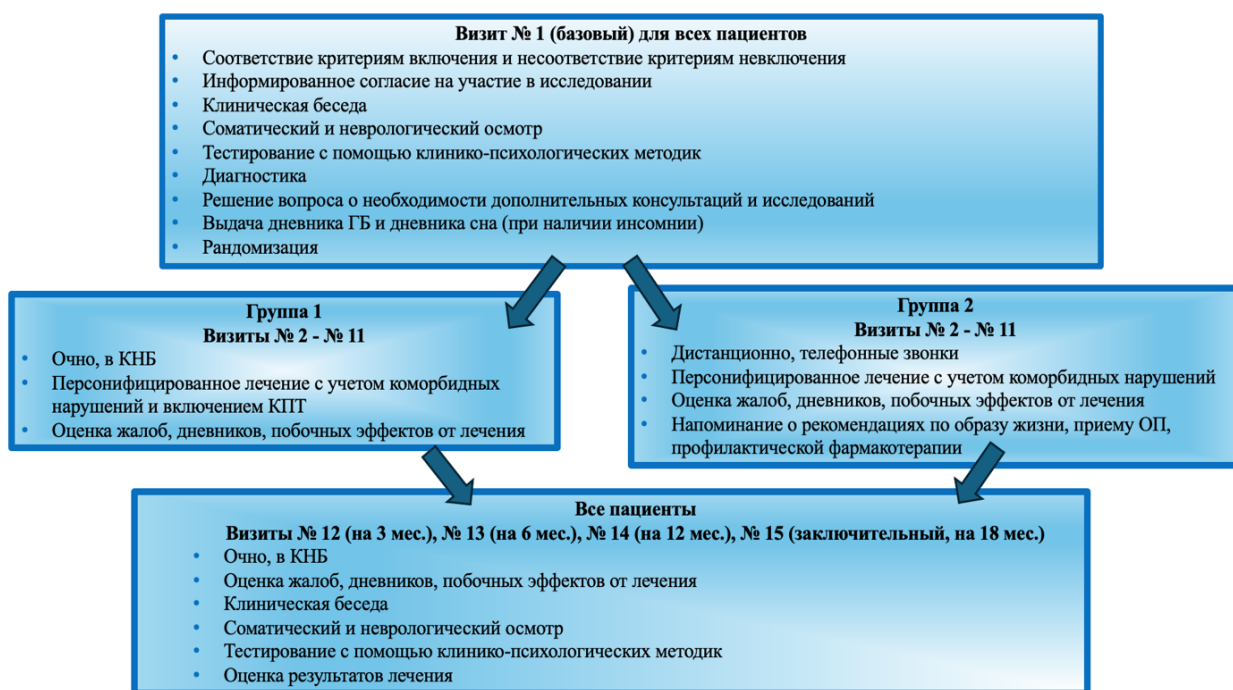 Визит № 1 (базовый) для всех пациентов
• Соответствие критериям включения и несоответствие критериям невключения
• Информированное согласие на участие в исследовании
• Клиническая беседа
• Соматический и неврологический осмотр
• Тестирование с помощью клинико-психологических методик
• Диагностика
• Решение вопроса о необходимости дополнительных консультаций и исследований
• Выдача дневника ГБ и дневника сна (при наличии инсомнии)
• Рандомизация
Группа 1
Визиты № 2 - № 11
• Очно, в КНБ
• Персонифицированное лечение с учетом коморбидных
нарушений и включением КПТ
• Оценка жалоб, дневников, побочных эффектов от лечения
Группа 2
Визиты № 2 - № 11
• Дистанционно, телефонные звонки
• Персонифицированное лечение с учетом коморбидных нарушений
• Оценка жалоб, дневников, побочных эффектов от лечения
• Напоминание о рекомендациях по образу жизни, приему ОП,
профилактической фармакотерапии
Все пациенты
Визиты № 12 (на 3 мес.), № 13 (на 6 мес.), № 14 (на 12 мес.), № 15 (заключительный, на 18 мес.)
• Очно, в КНБ
• Оценка жалоб, дневников, побочных эффектов от лечения
• Клиническая беседа
• Соматический и неврологический осмотр
• Тестирование с помощью клинико-психологических методик
• Оценка результатов лечения